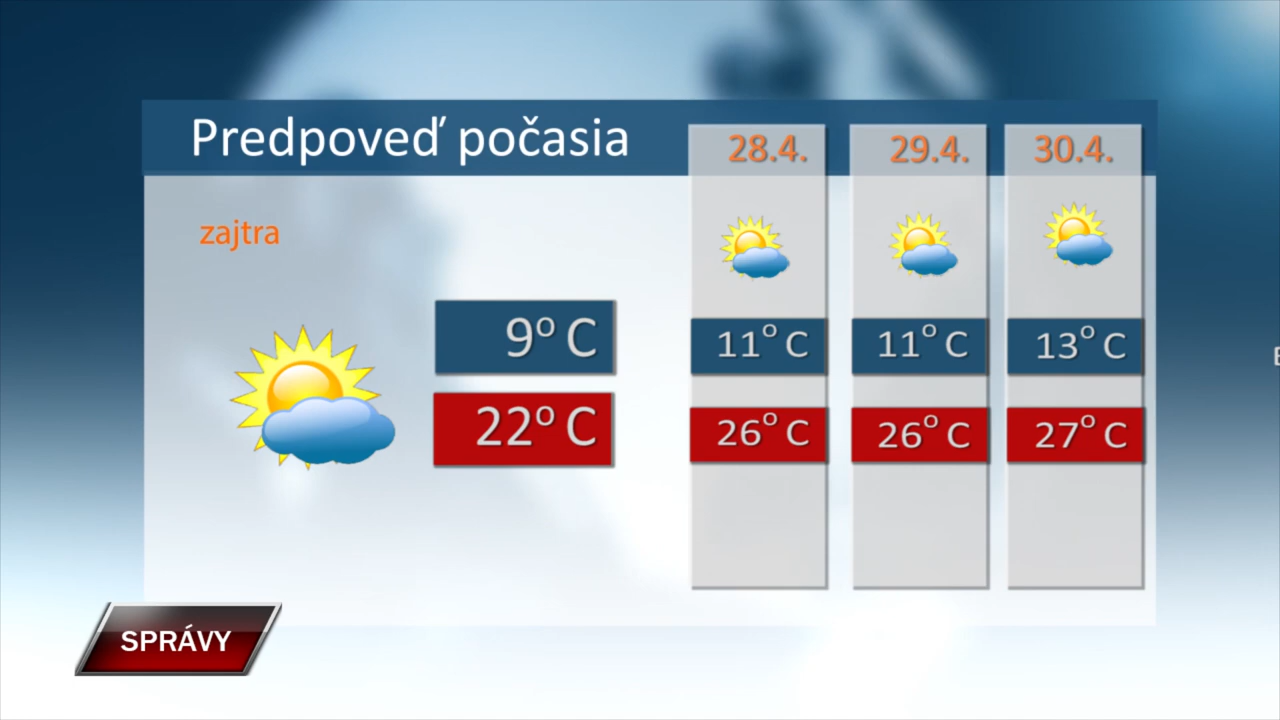 Predpoveď počasia
zajtra
9° C
22° C
28.4.
11° C
26° C
29.4.
11° C
26° C
30.4.
13° C
27° C
SPRÁVY